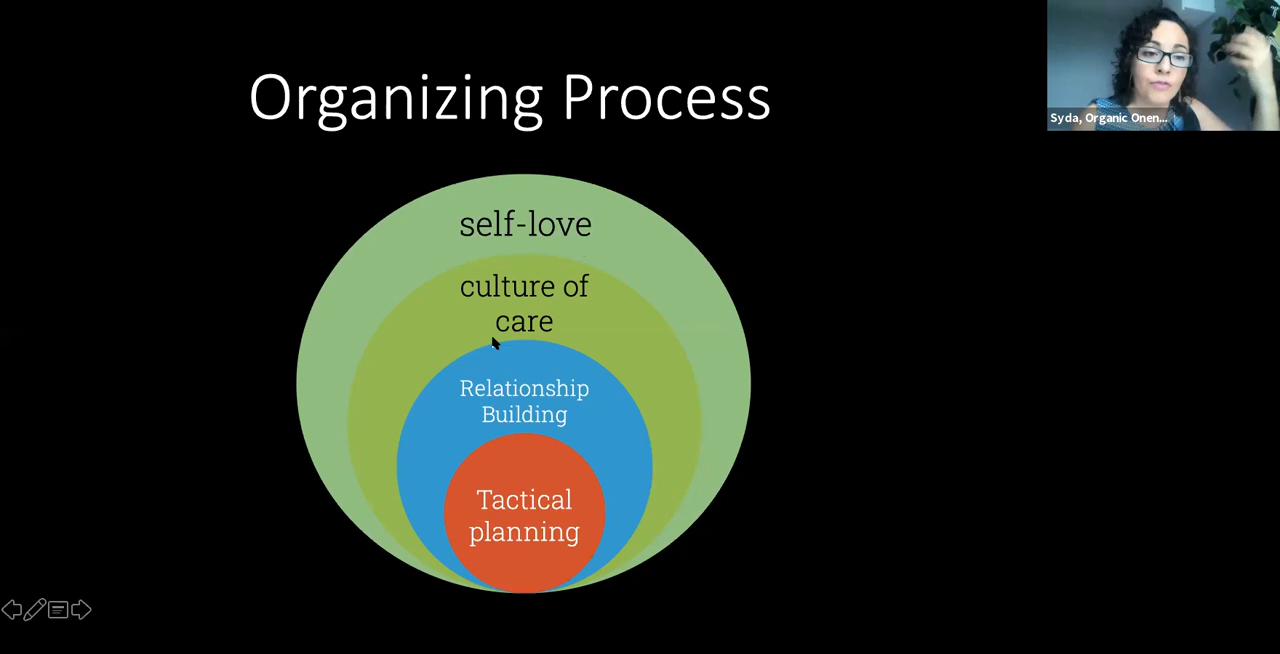 Organizing Process
Syda, Organic Onen...
self-love
culture of
care
Relationship
Building
Tactical
planning